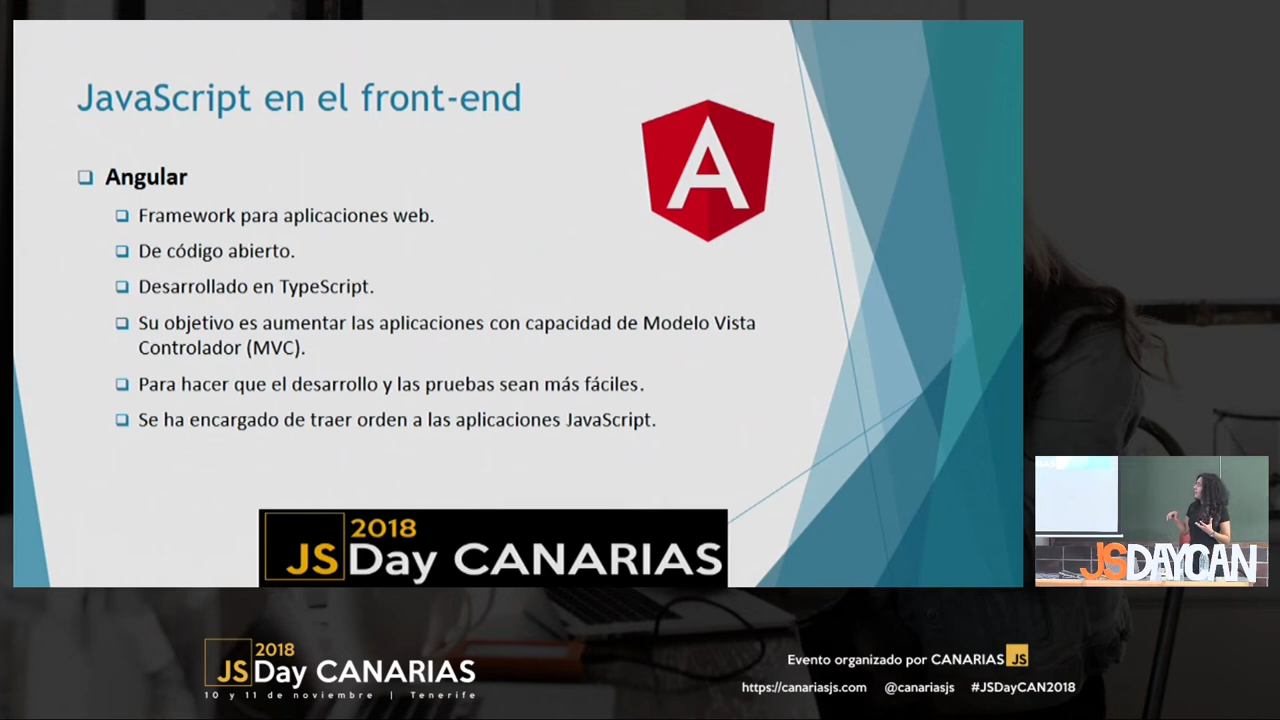 JavaScript en el front-end
Angular
Framework para aplicaciones web.
De código abierto.
Desarrollado en TypeScript.
Su objetivo es aumentar las aplicaciones con capacidad de Modelo Vista
Controlador (MVC).
Para hacer que el desarrollo y las pruebas sean más fáciles.
Se ha encargado de traer orden a las aplicaciones JavaScript.
A
2018
JS Day CANARIAS
JSDAYCAN
2018
JS Day CANARIAS
10 y 11 de noviembre | Tenerife
Evento organizado por CANARIAS JS
https://canariasjs.com @canariasjs #JSDayCAN2018